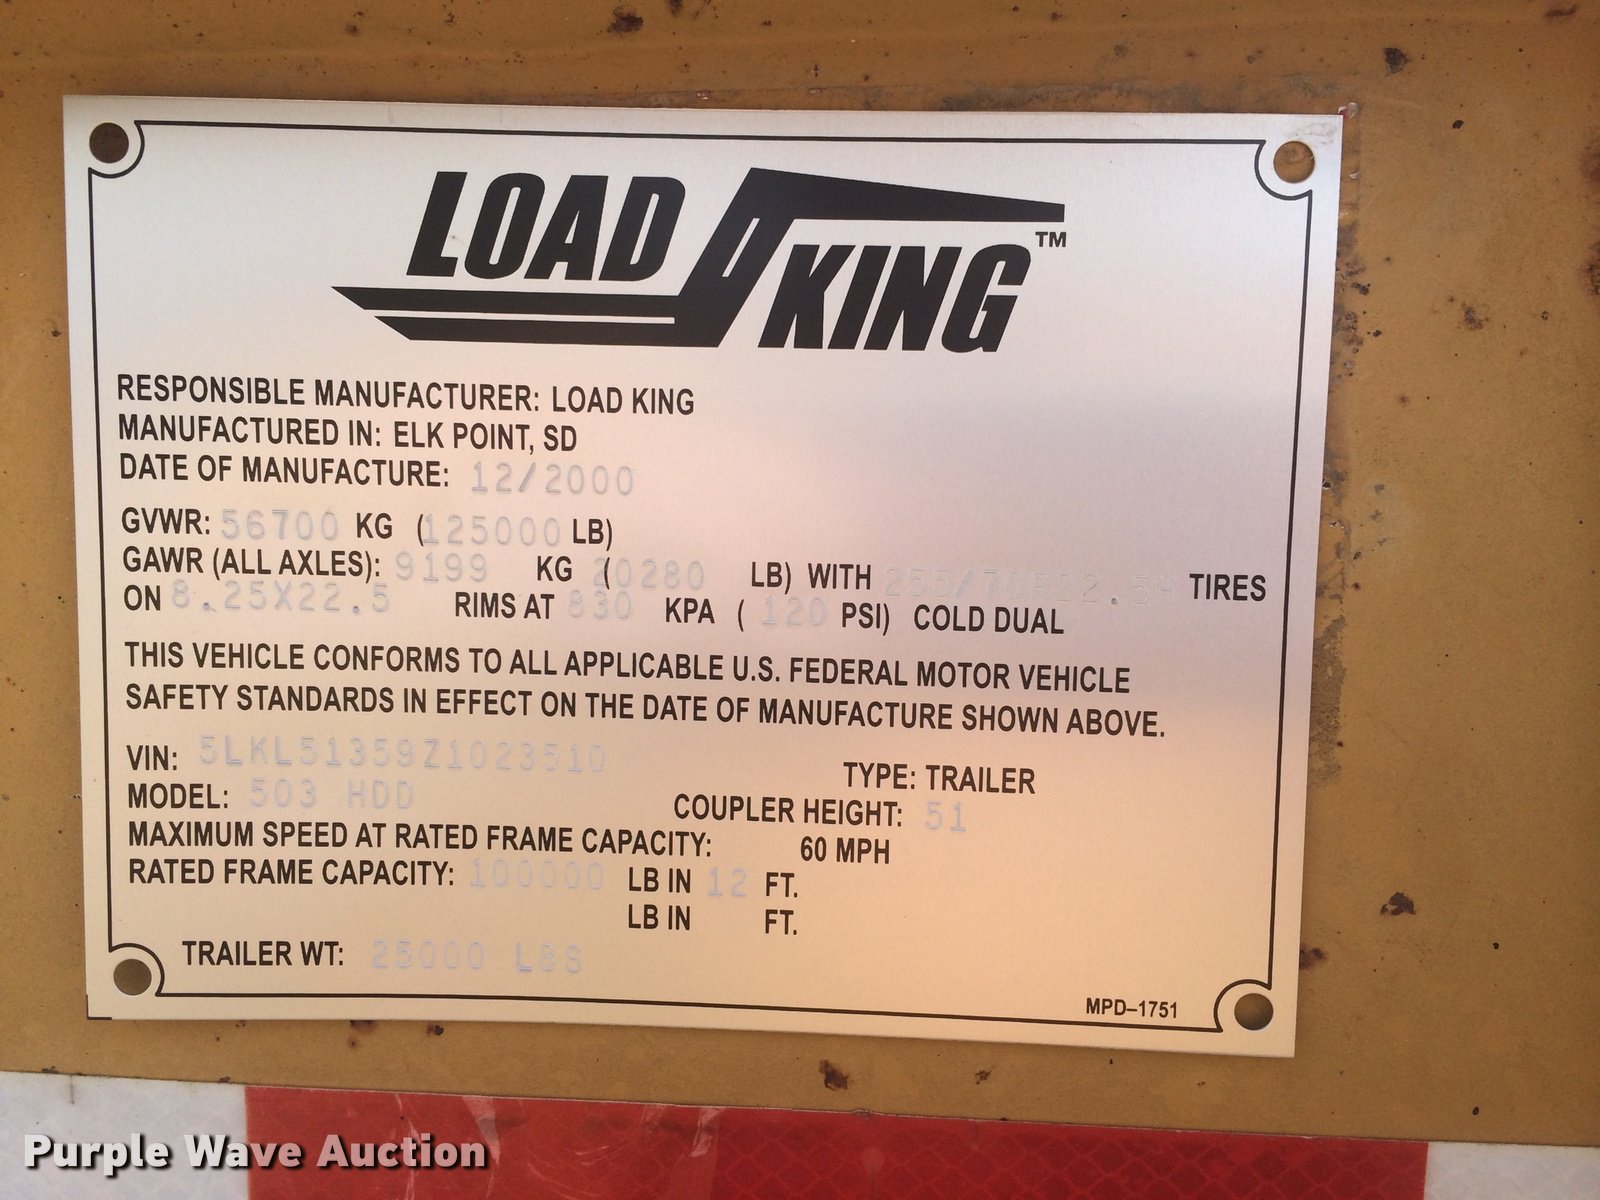 LOAD KING™
RESPONSIBLE MANUFACTURER: LOAD KING
MANUFACTURED IN: ELK POINT, SD
DATE OF MANUFACTURE: 12/2000
GVWR: 56700 KG (125000 LB)
GAWR (ALL AXLES): 9199 KG (20280 LB) WITH 255/70R22.5H TIRES
ON 8.25X22.5 RIMS AT 830 KPA (120 PSI) COLD DUAL
THIS VEHICLE CONFORMS TO ALL APPLICABLE U.S. FEDERAL MOTOR VEHICLE
SAFETY STANDARDS IN EFFECT ON THE DATE OF MANUFACTURE SHOWN ABOVE.
VIN: 5LKL51359Z1023510
TYPE: TRAILER
MODEL: 503 HDD
COUPLER HEIGHT: 51
MAXIMUM SPEED AT RATED FRAME CAPACITY: 60 MPH
RATED FRAME CAPACITY: 100000 LB IN 12 FT.
LB IN FT.
TRAILER WT: 25000 LBS
MPD–1751
Purple Wave Auction